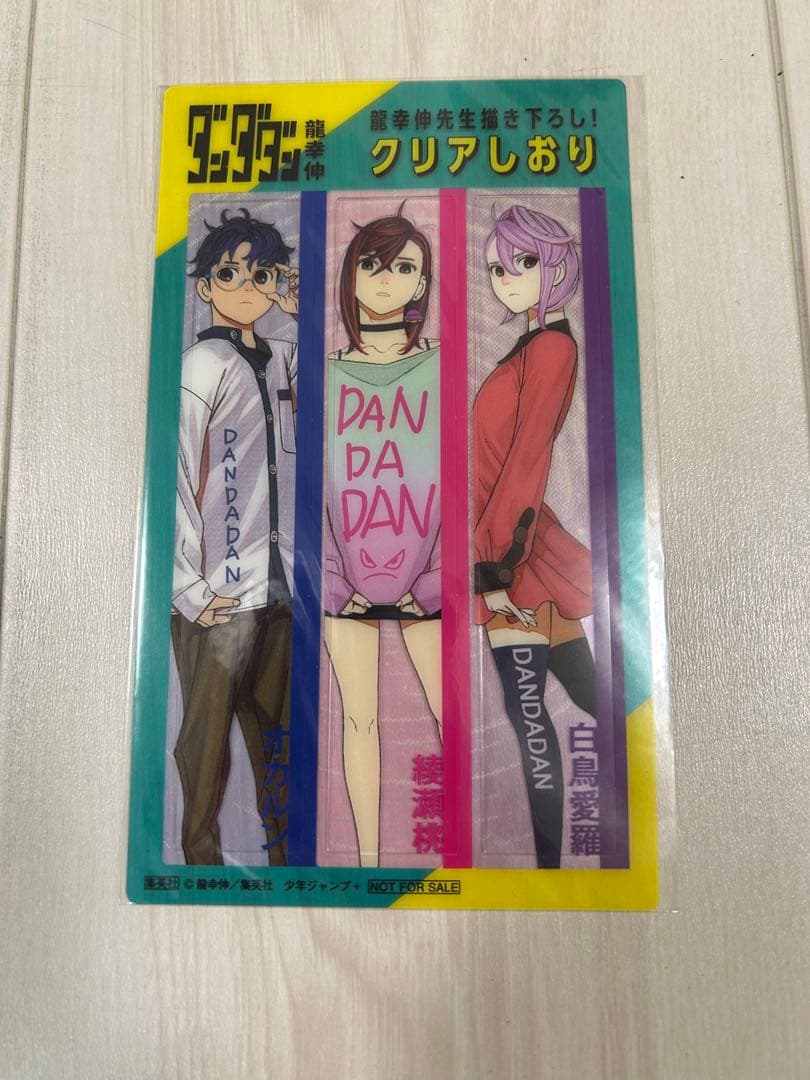 ダンダダン
龍幸伸
龍幸伸先生描き下ろし!
クリアしおり
DANDADAN
オカルン
DAN
DA
DAN
綾瀬桃
DANDADAN
白鳥愛羅
集英社 © 龍幸伸/集英社 少年ジャンプ+ NOT FOR SALE